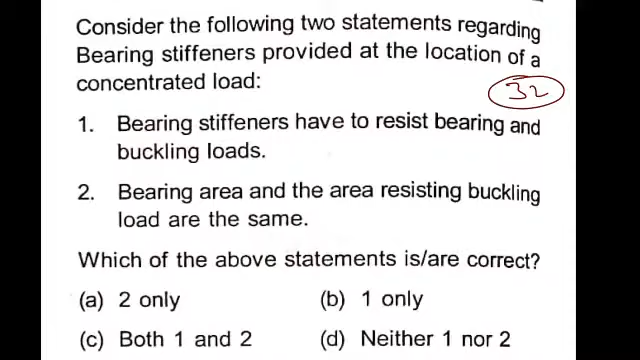 Consider the following two statements regarding
Bearing stiffeners provided at the location of a
concentrated load:
32
1. Bearing stiffeners have to resist bearing and
buckling loads.
2. Bearing area and the area resisting buckling
load are the same.
Which of the above statements is/are correct?
(a) 2 only (b) 1 only
(c) Both 1 and 2 (d) Neither 1 nor 2